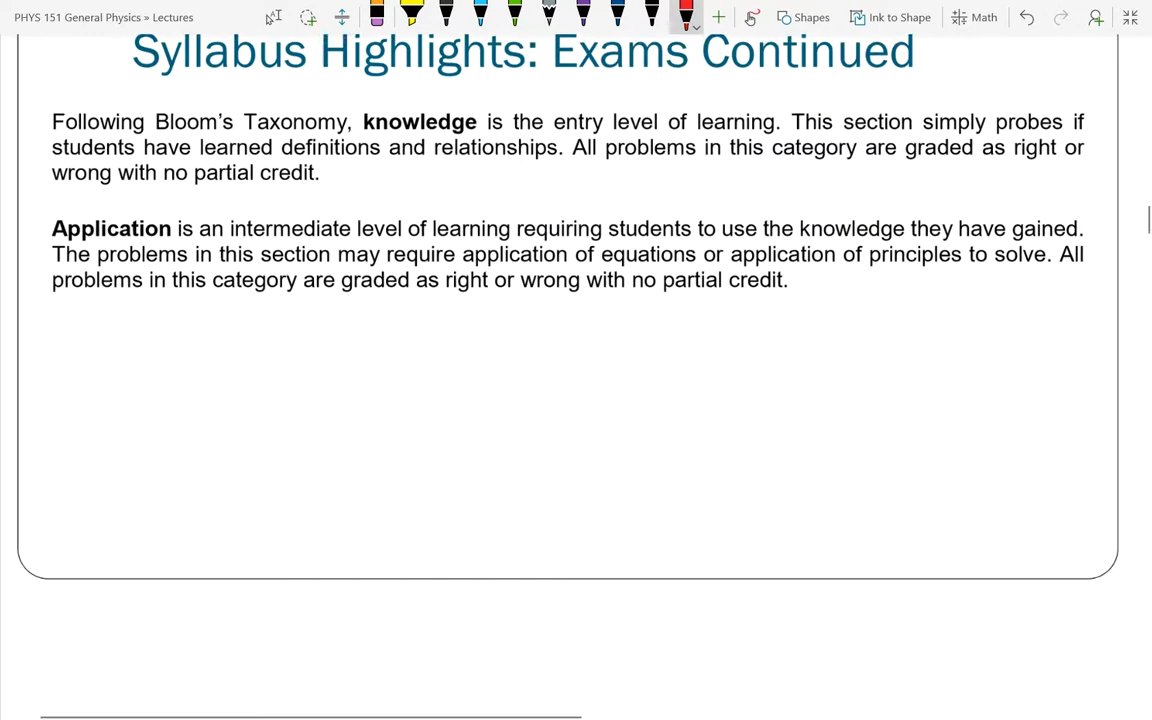 PHYS 151 General Physics » Lectures
Shapes
Ink to Shape
Math
Syllabus Highlights: Exams Continued
Following Bloom's Taxonomy, knowledge is the entry level of learning. This section simply probes if
students have learned definitions and relationships. All problems in this category are graded as right or
wrong with no partial credit.
Application is an intermediate level of learning requiring students to use the knowledge they have gained.
The problems in this section may require application of equations or application of principles to solve. All
problems in this category are graded as right or wrong with no partial credit.